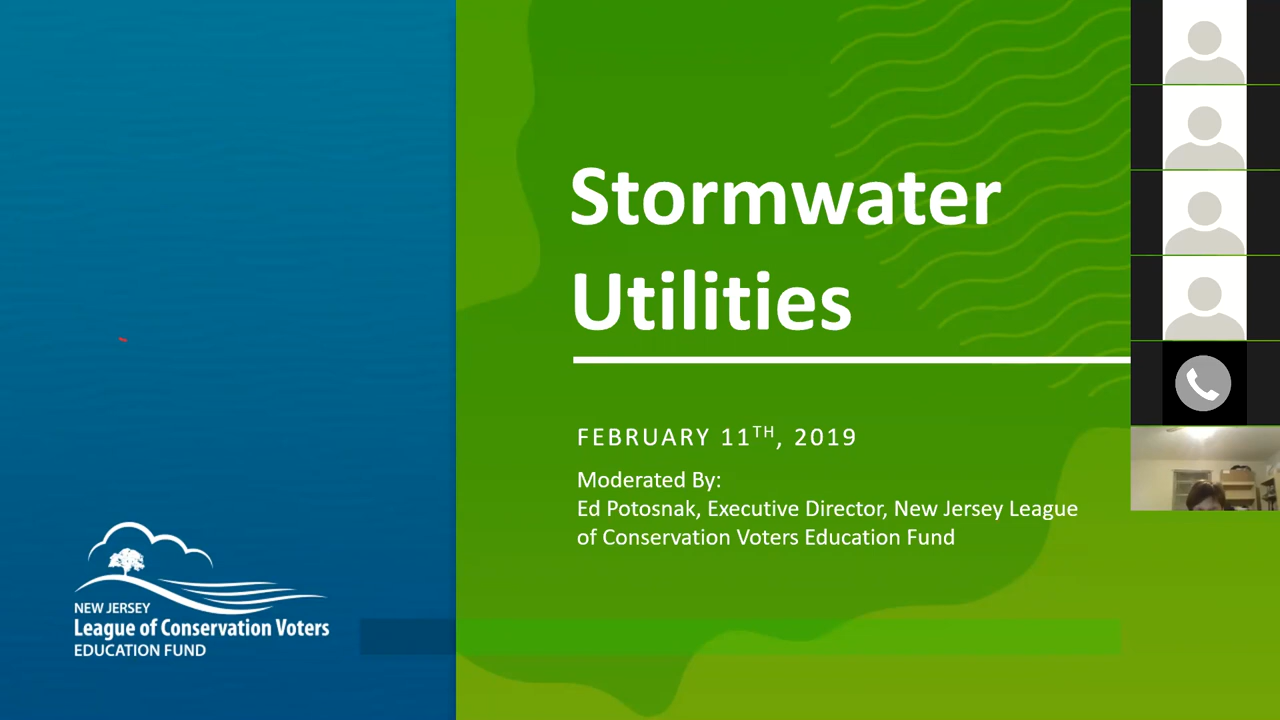 Stormwater
Utilities
FEBRUARY 11TH, 2019
Moderated By:
Ed Potosnak, Executive Director, New Jersey League
of Conservation Voters Education Fund
NEW JERSEY
League of Conservation Voters
EDUCATION FUND